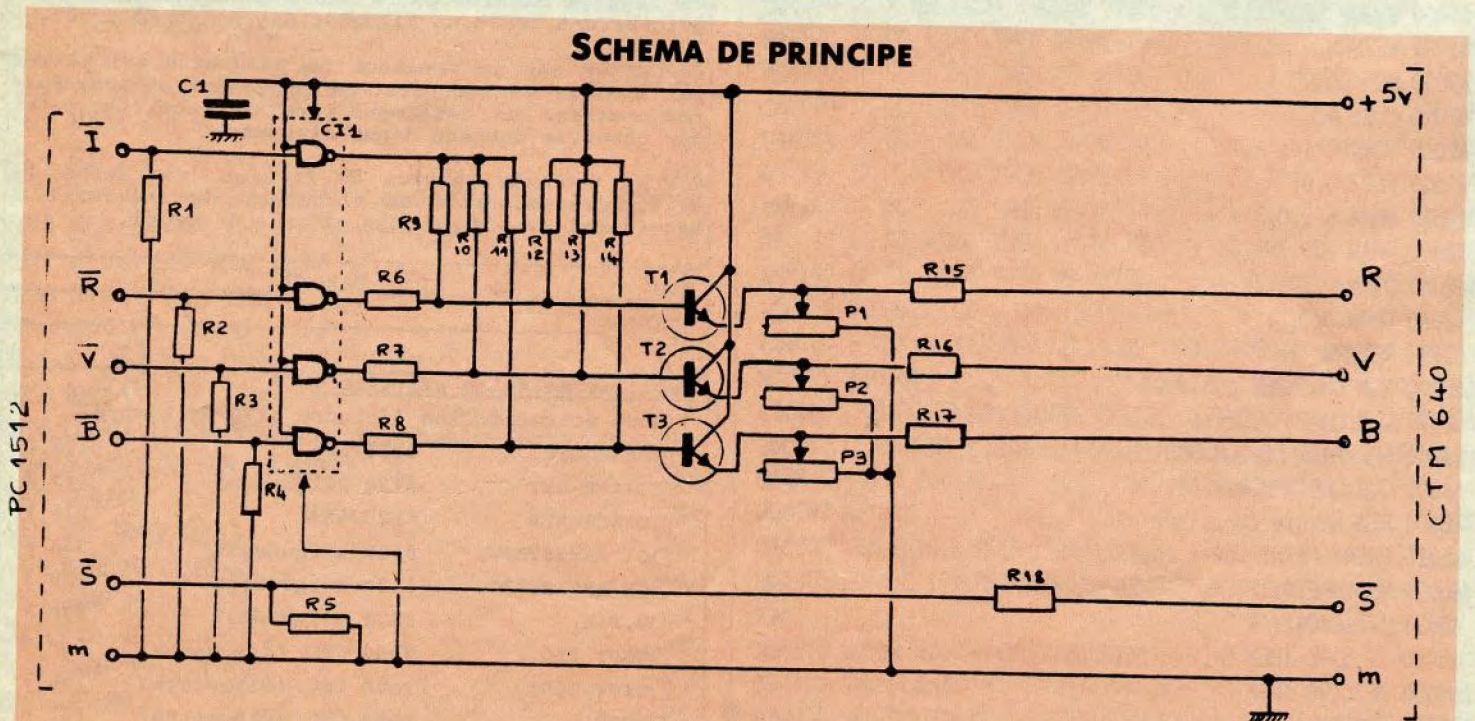 SCHEMA DE PRINCIPE
C1
+5v
CI1
I̅
R1
R9
R10
R11
R12
R13
R14
R̅
R2
R6
T1
P1
R15
R
V̅
R3
R7
T2
P2
R16
V
B̅
R4
R8
T3
P3
R17
B
PC 1512
CTM 640
S̅
R5
R18
S̅
m
m